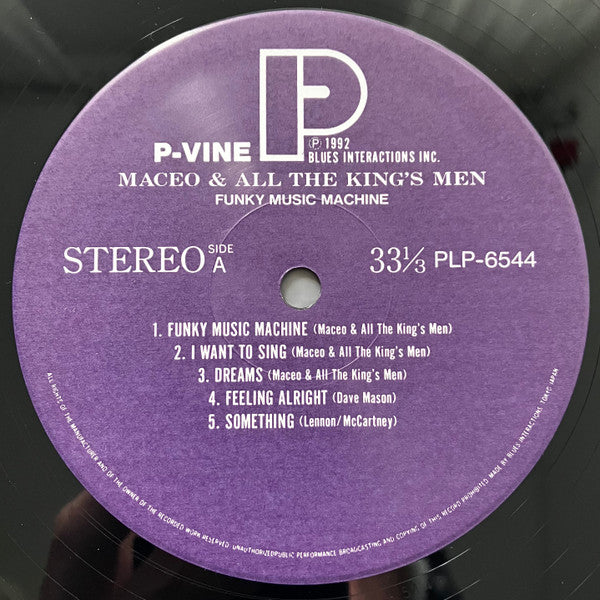 P
P-VINE
℗ 1992
BLUES INTERACTIONS INC.
MACEO & ALL THE KING'S MEN
FUNKY MUSIC MACHINE
STEREO SIDE A 33⅓ PLP-6544
1. FUNKY MUSIC MACHINE (Maceo & All The King's Men)
2. I WANT TO SING (Maceo & All The King's Men)
3. DREAMS (Maceo & All The King's Men)
4. FEELING ALRIGHT (Dave Mason)
5. SOMETHING (Lennon/McCartney)
ALL RIGHTS OF THE MANUFACTURER AND OF THE OWNER OF THE RECORDED WORK RESERVED. UNAUTHORIZEDPUBLIC PERFORMANCE BROADCASTING AND COPYING OF THIS RECORD PROHIBITED. MADE BY BLUES INTERACTIONS, TOKYO JAPAN